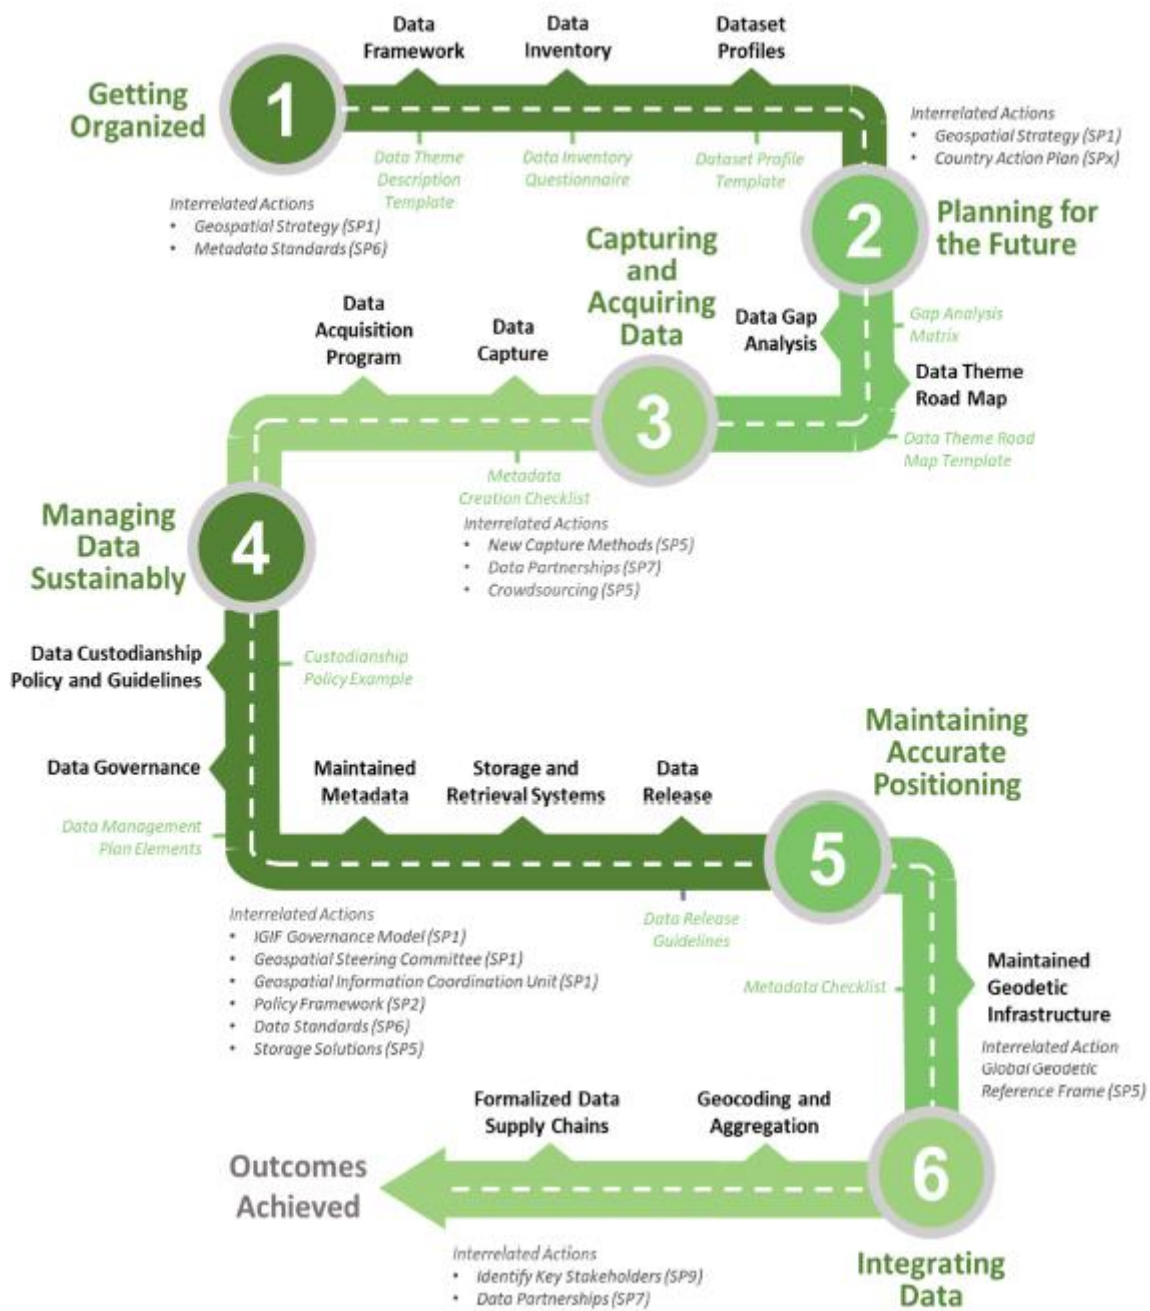 Data
Framework
Data
Inventory
Dataset
Profiles
Getting
Organized
1
Data Theme
Description
Template
Data Inventory
Questionnaire
Dataset Profile
Template
Interrelated Actions
• Geospatial Strategy (SP1)
• Metadata Standards (SP6)
Interrelated Actions
• Geospatial Strategy (SP1)
• Country Action Plan (SPx)
2
Planning for
the Future
Data Gap
Analysis
Gap Analysis
Matrix
Data Theme
Road Map
Data Theme Road
Map Template
Capturing
and
Acquiring
Data
3
Data
Capture
Data
Acquisition
Program
Metadata
Creation Checklist
Interrelated Actions
• New Capture Methods (SP5)
• Data Partnerships (SP7)
• Crowdsourcing (SP5)
Managing
Data
Sustainably
4
Data Custodianship
Policy and Guidelines
Custodianship
Policy Example
Data Governance
Data Management
Plan Elements
Maintained
Metadata
Storage and
Retrieval Systems
Data
Release
Data Release
Guidelines
Interrelated Actions
• IGIF Governance Model (SP1)
• Geospatial Steering Committee (SP1)
• Geospatial Information Coordination Unit (SP1)
• Policy Framework (SP2)
• Data Standards (SP6)
• Storage Solutions (SP5)
Maintaining
Accurate
Positioning
5
Metadata Checklist
Maintained
Geodetic
Infrastructure
Interrelated Action
Global Geodetic
Reference Frame (SP5)
6
Integrating
Data
Geocoding and
Aggregation
Formalized Data
Supply Chains
Outcomes
Achieved
Interrelated Actions
• Identify Key Stakeholders (SP9)
• Data Partnerships (SP7)